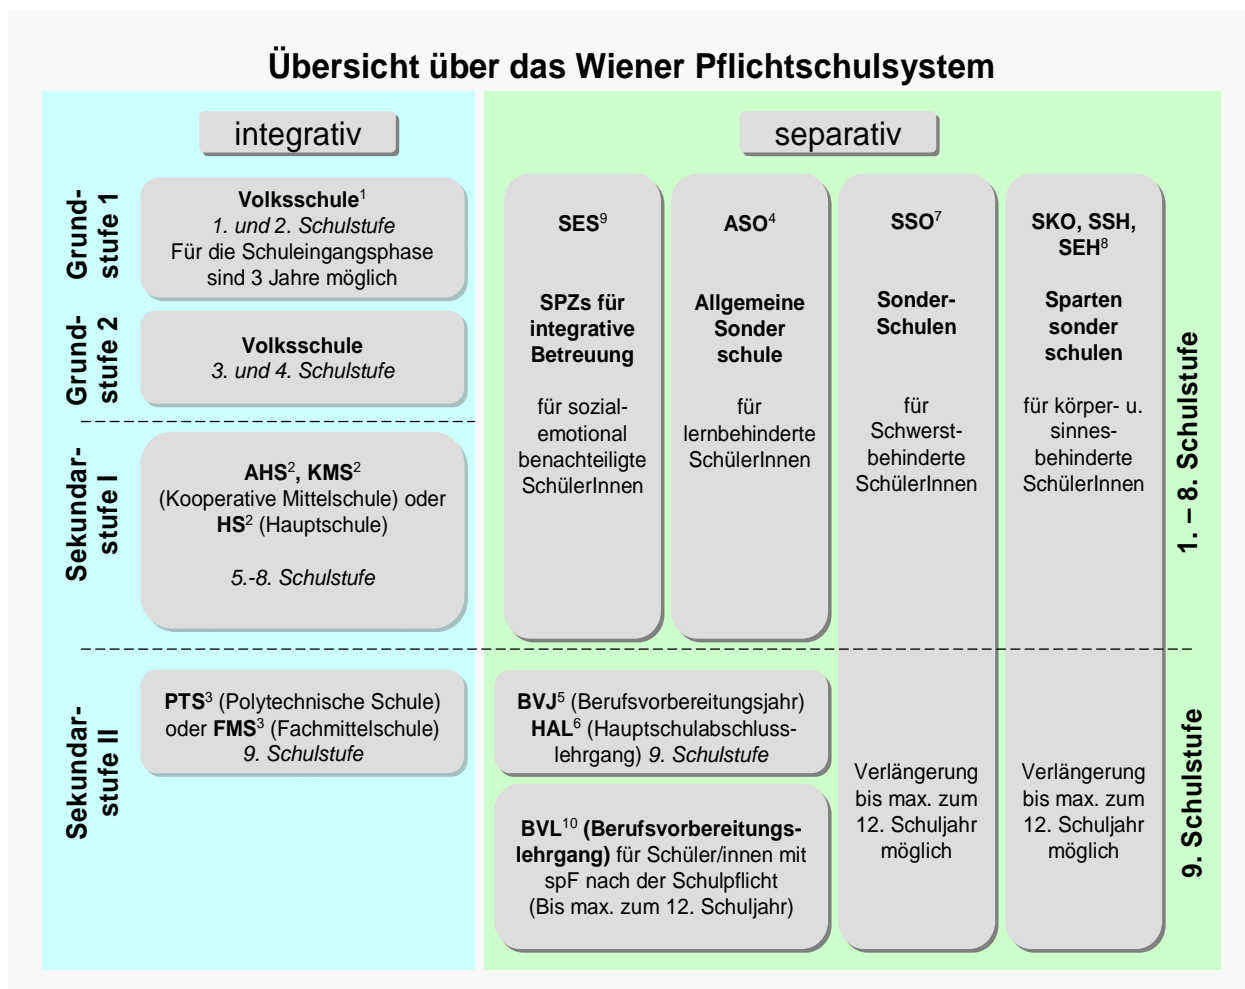 Übersicht über das Wiener Pflichtschulsystem
integrativ
Grund-
stufe 1
Volksschule¹
1. und 2. Schulstufe
Für die Schuleingangsphase
sind 3 Jahre möglich
Grund-
stufe 2
Volksschule
3. und 4. Schulstufe
Sekundar-
stufe I
AHS², KMS²
(Kooperative Mittelschule) oder
HS² (Hauptschule)
5.-8. Schulstufe
Sekundar-
stufe II
PTS³ (Polytechnische Schule)
oder FMS³ (Fachmittelschule)
9. Schulstufe
separativ
SES⁹
SPZs für
integrative
Betreuung
für sozial-
emotional
benachteiligte
SchülerInnen
ASO⁴
Allgemeine
Sonder
schule
für
lernbehinderte
SchülerInnen
SSO⁷
Sonder-
Schulen
für
Schwerst-
behinderte
SchülerInnen
Verlängerung
bis max. zum
12. Schuljahr
möglich
SKO, SSH,
SEH⁸
Sparten
sonder
schulen
für körper- u.
sinnes-
behinderte
SchülerInnen
Verlängerung
bis max. zum
12. Schuljahr
möglich
BVJ⁵ (Berufsvorbereitungsjahr)
HAL⁶ (Hauptschulabschluss-
lehrgang) 9. Schulstufe
BVL¹⁰ (Berufsvorbereitungs-
lehrgang) für Schüler/innen mit
spF nach der Schulpflicht
(Bis max. zum 12. Schuljahr)
1. – 8. Schulstufe
9. Schulstufe